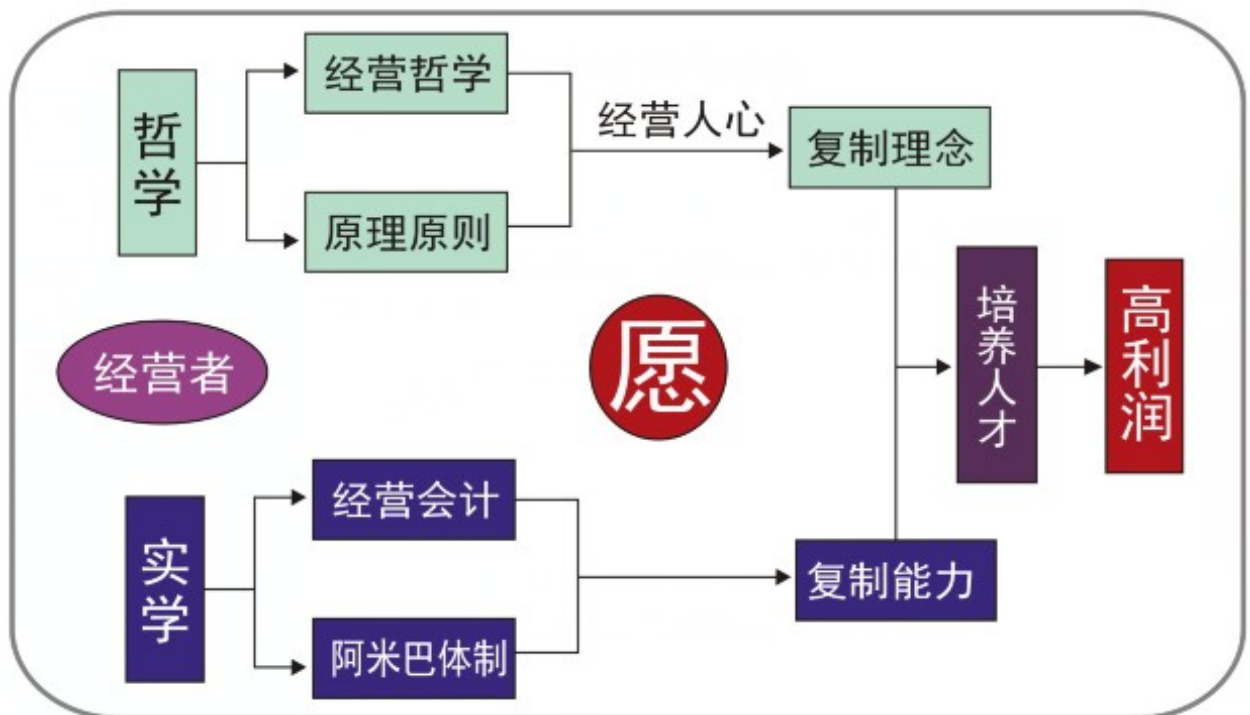 哲学
经营哲学
原理原则
经营人心
复制理念
经营者
愿
培养人才
高利润
实学
经营会计
阿米巴体制
复制能力